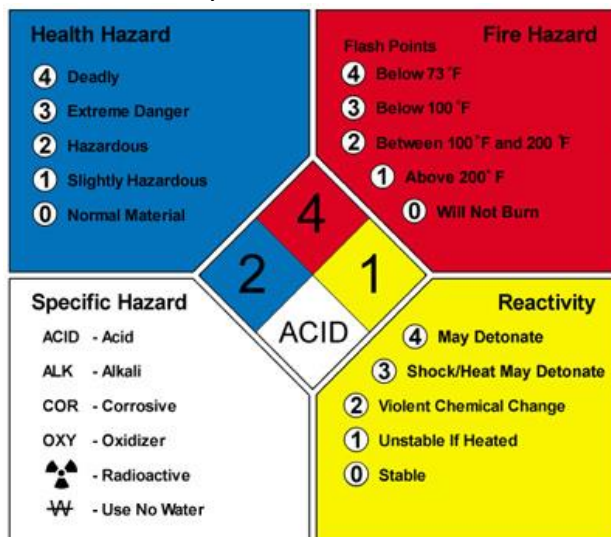 Health Hazard
4 Deadly
3 Extreme Danger
2 Hazardous
1 Slightly Hazardous
0 Normal Material
Fire Hazard
Flash Points
4 Below 73 °F
3 Below 100 °F
2 Between 100 °F and 200 °F
1 Above 200° F
0 Will Not Burn
4
2
1
ACID
Specific Hazard
ACID - Acid
ALK - Alkali
COR - Corrosive
OXY - Oxidizer
- Radioactive
W - Use No Water
Reactivity
4 May Detonate
3 Shock/Heat May Detonate
2 Violent Chemical Change
1 Unstable If Heated
0 Stable